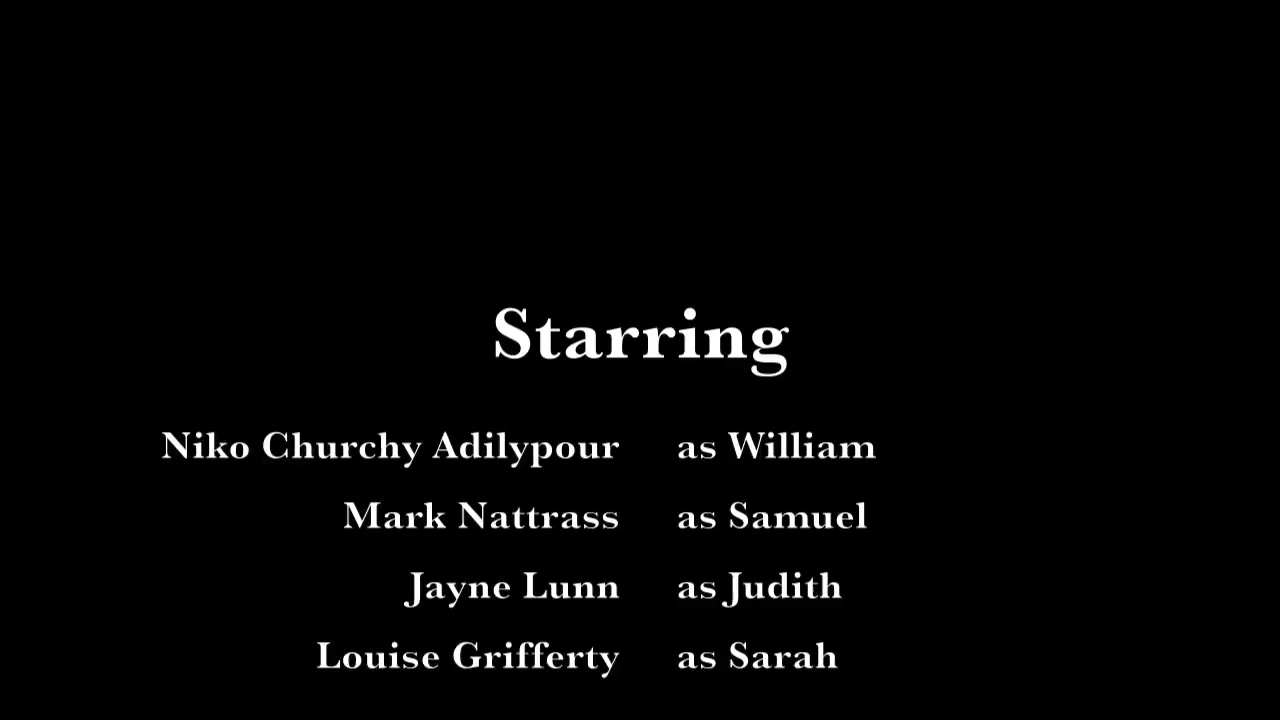 Starring
Niko Churchy Adilypour as William
Mark Nattrass as Samuel
Jayne Lunn as Judith
Louise Grifferty as Sarah